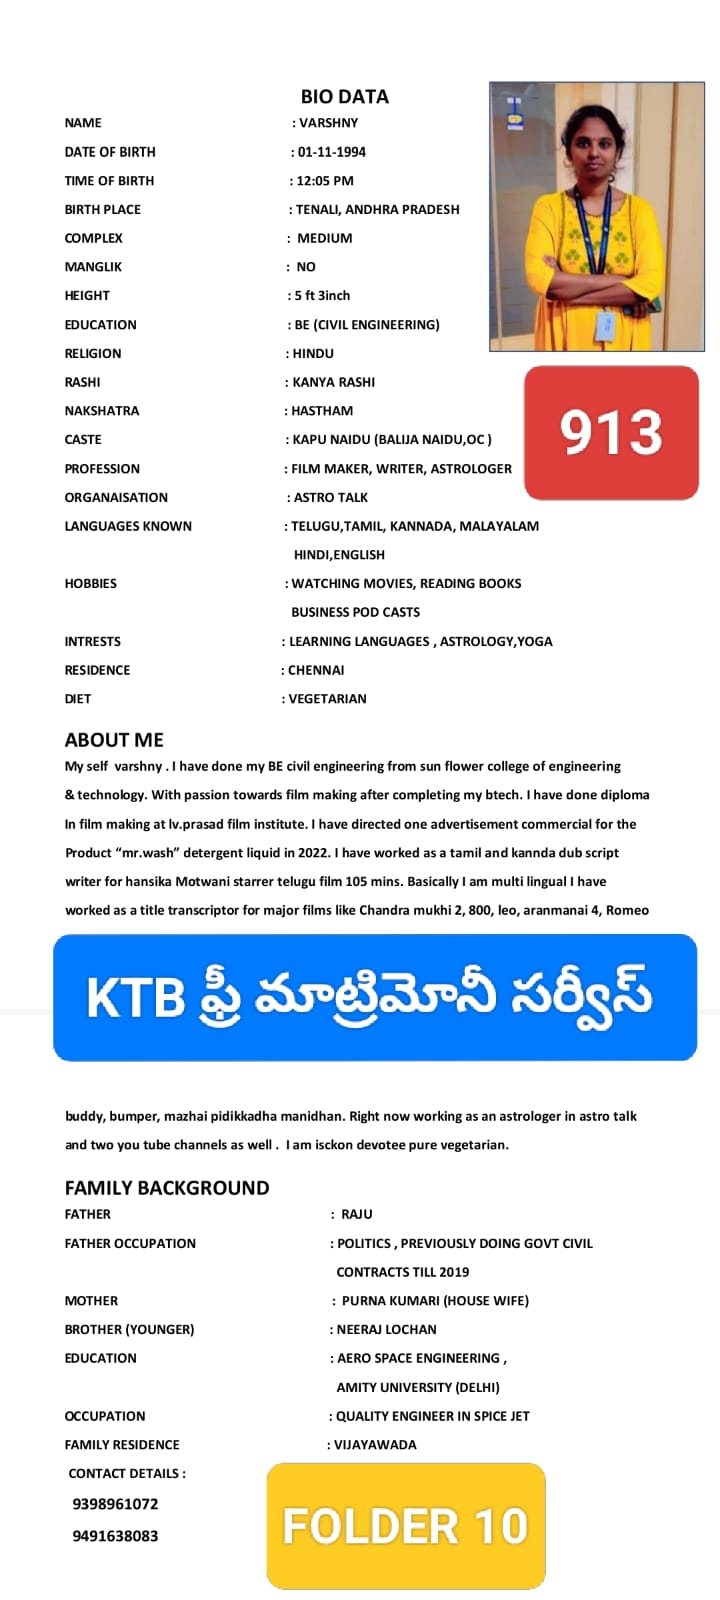 BIO DATA
NAME : VARSHNY
DATE OF BIRTH : 01-11-1994
TIME OF BIRTH : 12:05 PM
BIRTH PLACE : TENALI, ANDHRA PRADESH
COMPLEX : MEDIUM
MANGLIK : NO
HEIGHT : 5 ft 3inch
EDUCATION : BE (CIVIL ENGINEERING)
RELIGION : HINDU
RASHI : KANYA RASHI
NAKSHATRA : HASTHAM
CASTE : KAPU NAIDU (BALIJA NAIDU,OC )
913
PROFESSION : FILM MAKER, WRITER, ASTROLOGER
ORGANAISATION : ASTRO TALK
LANGUAGES KNOWN : TELUGU,TAMIL, KANNADA, MALAYALAM
HINDI,ENGLISH
HOBBIES : WATCHING MOVIES, READING BOOKS
BUSINESS POD CASTS
INTRESTS : LEARNING LANGUAGES , ASTROLOGY,YOGA
RESIDENCE : CHENNAI
DIET : VEGETARIAN
ABOUT ME
My self varshny . I have done my BE civil engineering from sun flower college of engineering
& technology. With passion towards film making after completing my btech. I have done diploma
In film making at lv.prasad film institute. I have directed one advertisement commercial for the
Product “mr.wash” detergent liquid in 2022. I have worked as a tamil and kannda dub script
writer for hansika Motwani starrer telugu film 105 mins. Basically I am multi lingual I have
worked as a title transcriptor for major films like Chandra mukhi 2, 800, leo, aranmanai 4, Romeo
KTB ఫ్రీ మాట్రిమోనీ సర్వీస్
buddy, bumper, mazhai pidikkadha manidhan. Right now working as an astrologer in astro talk
and two you tube channels as well . I am isckon devotee pure vegetarian.
FAMILY BACKGROUND
FATHER : RAJU
FATHER OCCUPATION : POLITICS , PREVIOUSLY DOING GOVT CIVIL
CONTRACTS TILL 2019
MOTHER : PURNA KUMARI (HOUSE WIFE)
BROTHER (YOUNGER) : NEERAJ LOCHAN
EDUCATION : AERO SPACE ENGINEERING ,
AMITY UNIVERSITY (DELHI)
OCCUPATION : QUALITY ENGINEER IN SPICE JET
FAMILY RESIDENCE : VIJAYAWADA
CONTACT DETAILS :
9398961072
9491638083
FOLDER 10